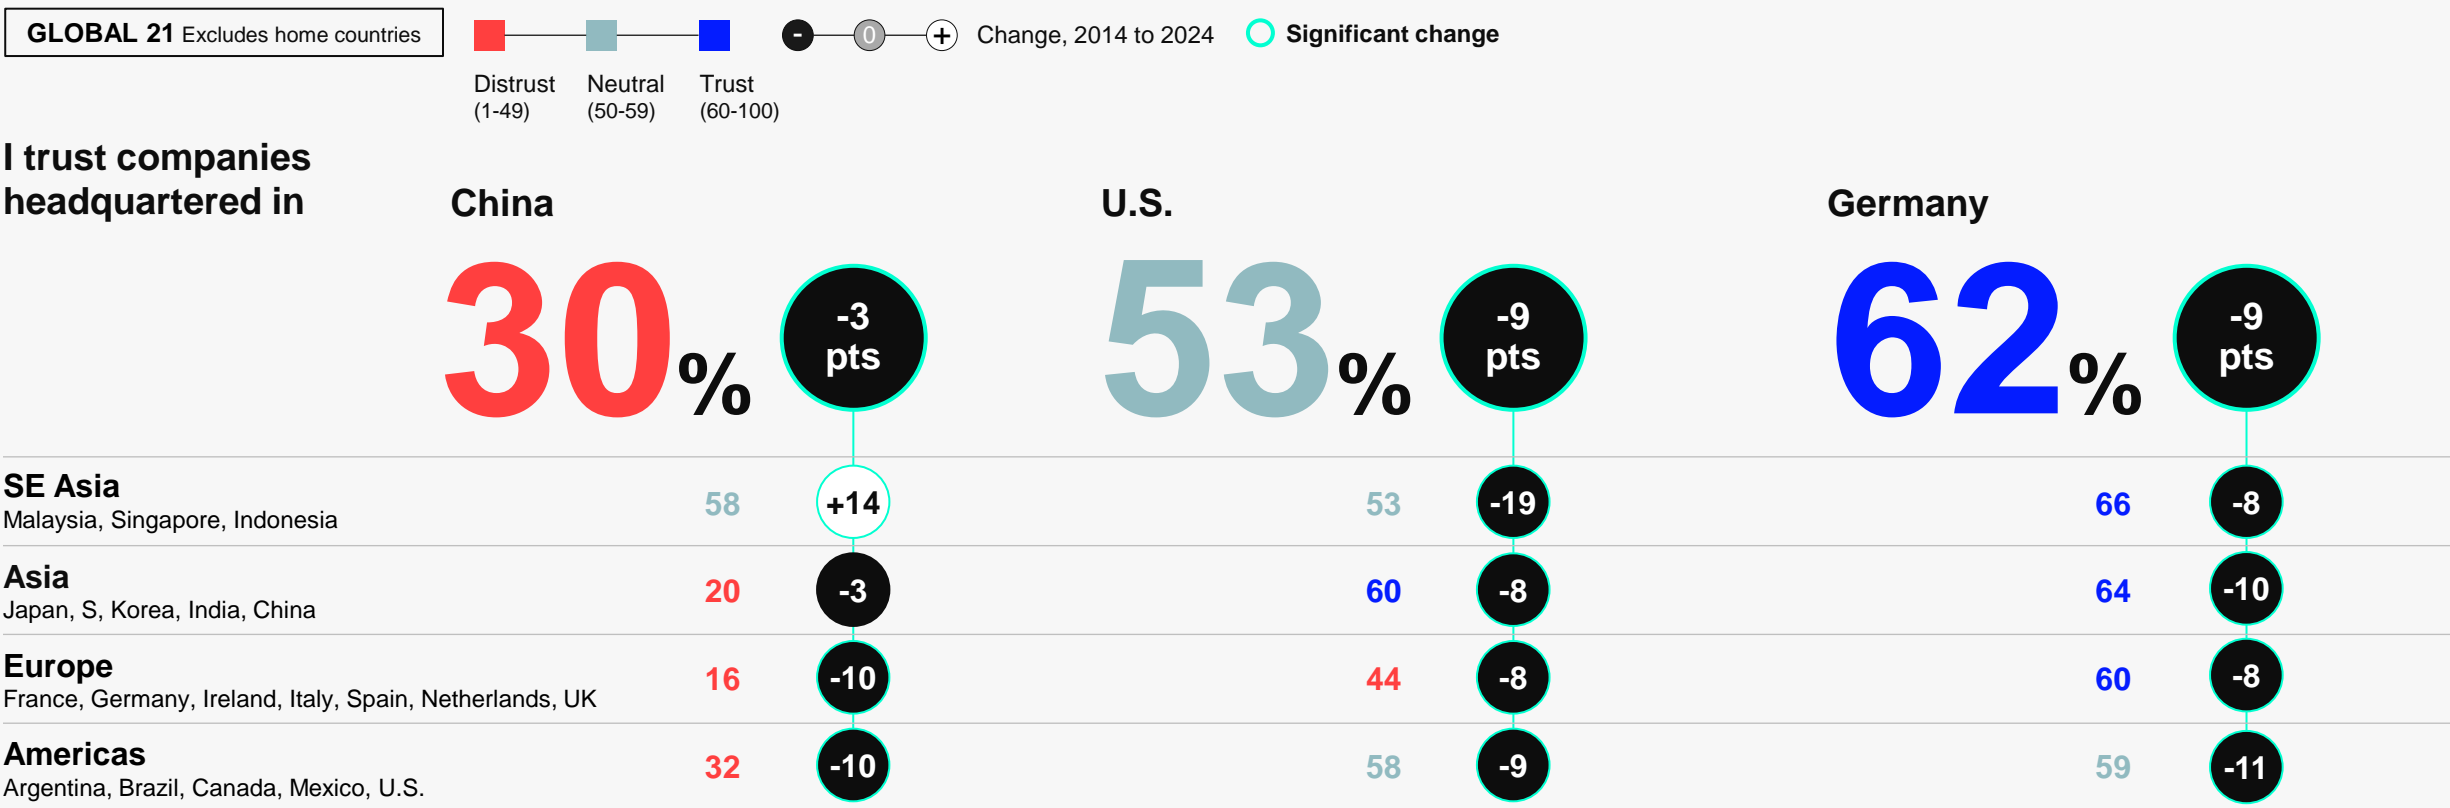 GLOBAL 21 Excludes home countries
- 0 + Change, 2014 to 2024
Significant change
Distrust Neutral Trust
(1-49) (50-59) (60-100)
I trust companies
headquartered in
China U.S. Germany
30% -3 pts 53% -9 pts 62% -9 pts
SE Asia
Malaysia, Singapore, Indonesia
58 +14 53 -19 66 -8
Asia
Japan, S, Korea, India, China
20 -3 60 -8 64 -10
Europe
France, Germany, Ireland, Italy, Spain, Netherlands, UK
16 -10 44 -8 60 -8
Americas
Argentina, Brazil, Canada, Mexico, U.S.
32 -10 58 -9 59 -11